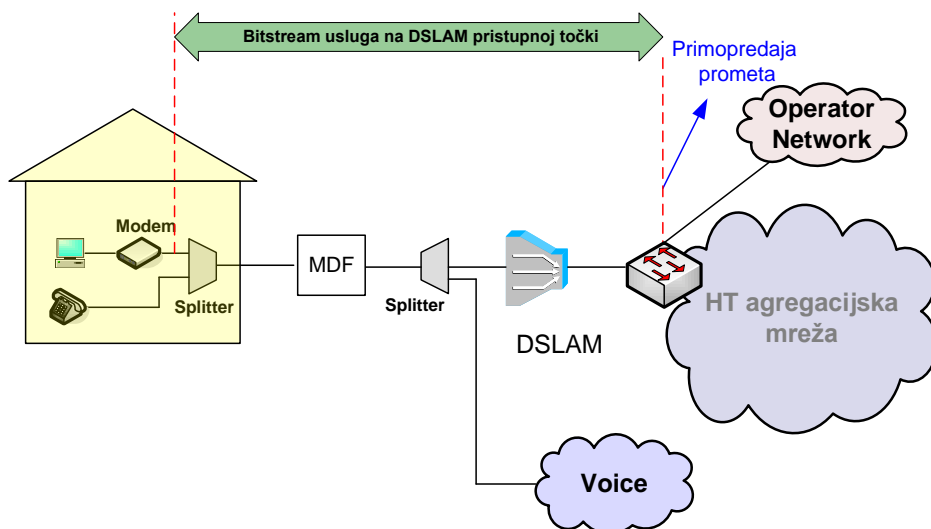 Bitstream usluga na DSLAM pristupnoj točki
Primopredaja
prometa
Operator
Network
Modem
Splitter
MDF
Splitter
DSLAM
HT agregacijska
mreža
Voice